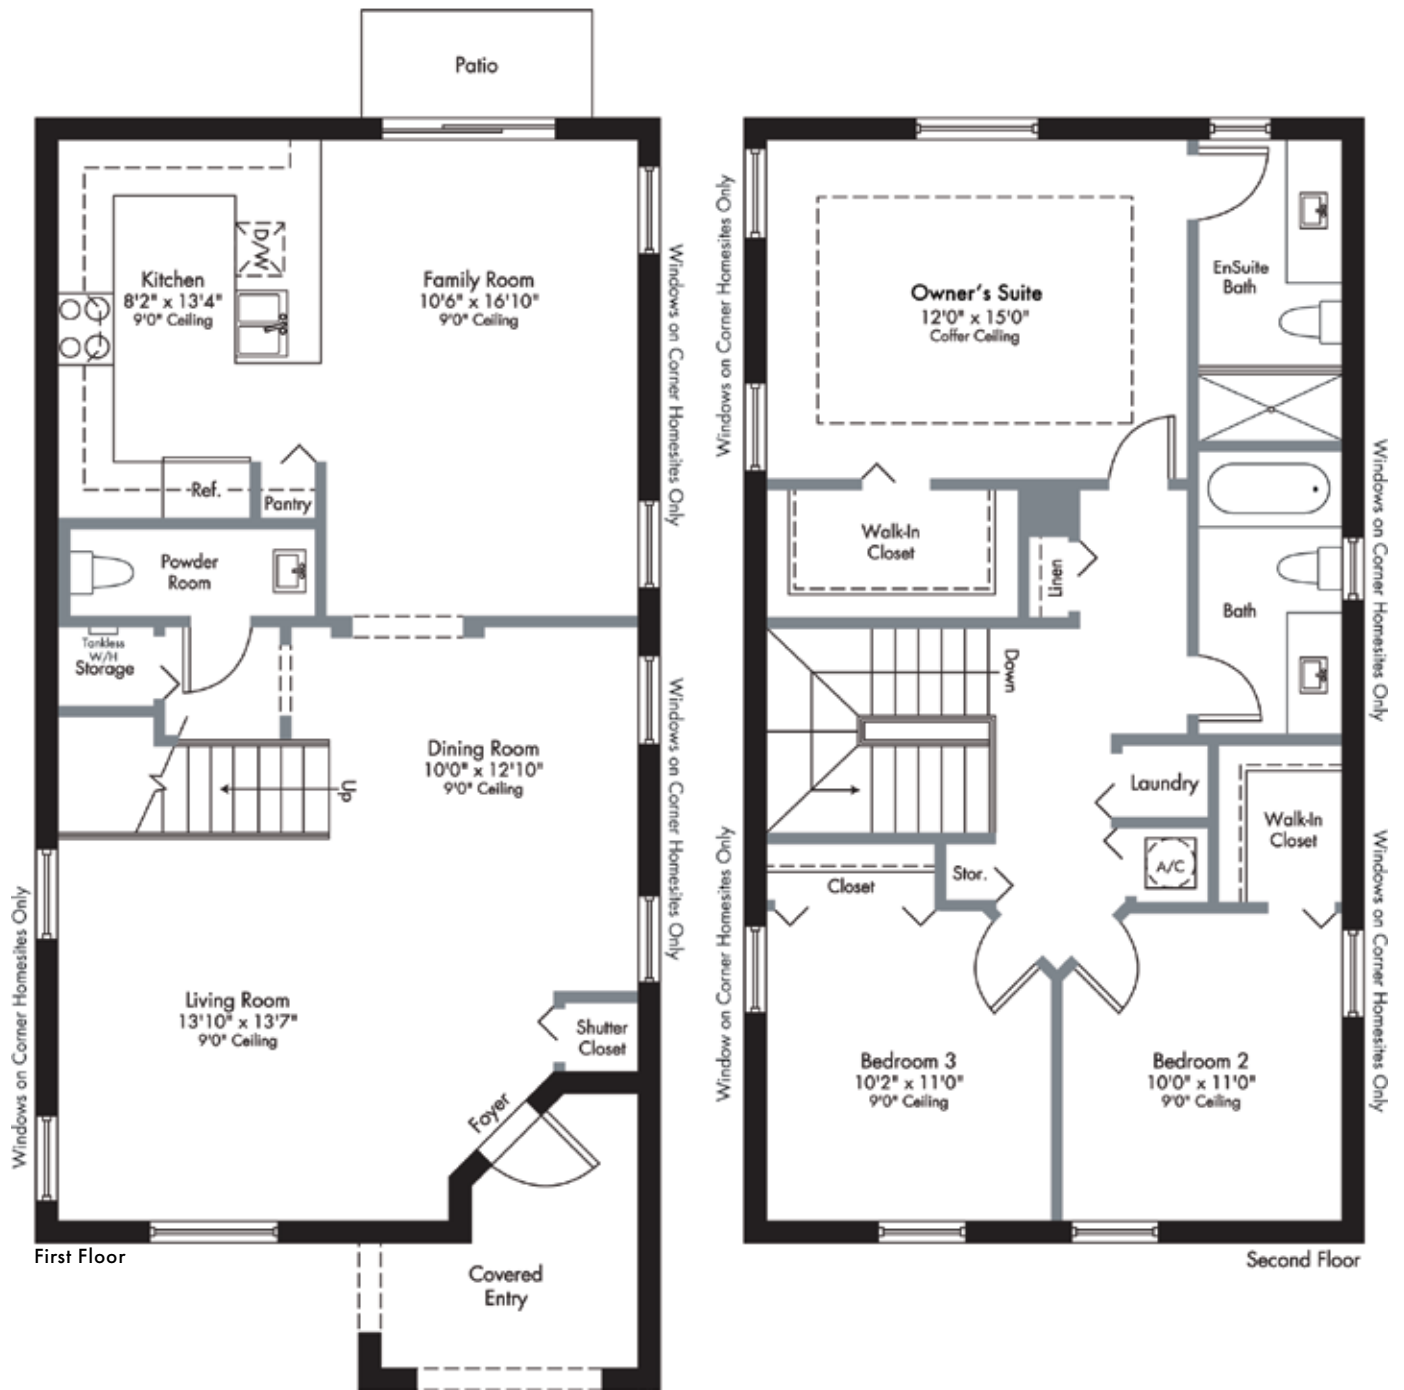 Patio
Kitchen
8'2" x 13'4"
9'0" Ceiling
D/W
Family Room
10'6" x 16'10"
9'0" Ceiling
Windows on Corner Homesites Only
Ref.
Pantry
Powder
Room
Tankless
W/H
Storage
Up
Dining Room
10'0" x 12'10"
9'0" Ceiling
Windows on Corner Homesites Only
Windows on Corner Homesites Only
Living Room
13'10" x 13'7"
9'0" Ceiling
Shutter
Closet
Foyer
First Floor
Covered
Entry
Windows on Corner Homesites Only
Owner's Suite
12'0" x 15'0"
Coffer Ceiling
EnSuite
Bath
Walk-In
Closet
Linen
Bath
Windows on Corner Homesites Only
Down
Laundry
Walk-In
Closet
A/C
Stor.
Closet
Window on Corner Homesites Only
Windows on Corner Homesites Only
Bedroom 3
10'2" x 11'0"
9'0" Ceiling
Bedroom 2
10'0" x 11'0"
9'0" Ceiling
Second Floor